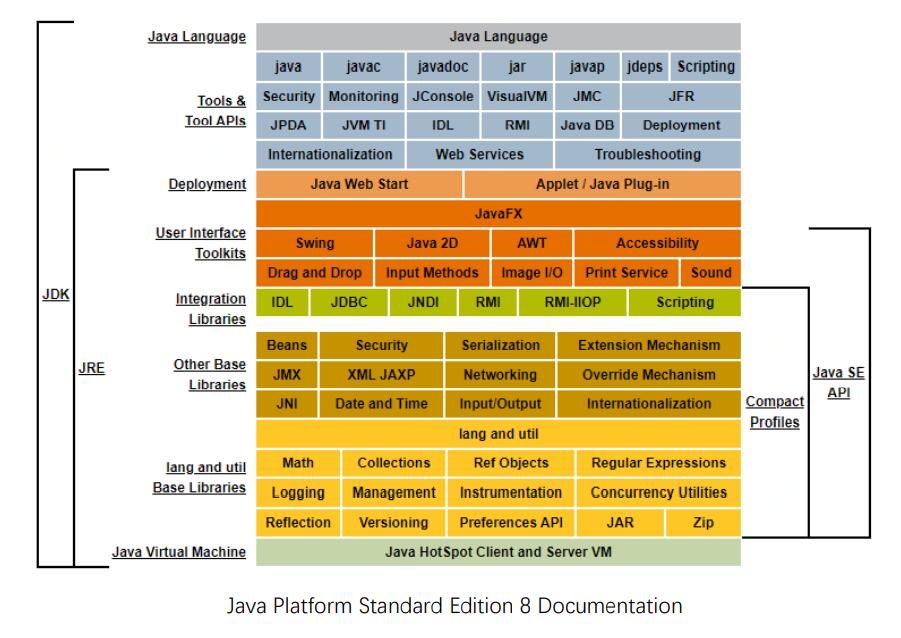 Java Language Java Language
java javac javadoc jar javap jdeps Scripting
Tools &
Tool APIs
Security Monitoring JConsole VisualVM JMC JFR
JPDA JVM TI IDL RMI Java DB Deployment
Internationalization Web Services Troubleshooting
Deployment Java Web Start Applet / Java Plug-in
JavaFX
User Interface
Toolkits
Swing Java 2D AWT Accessibility
Drag and Drop Input Methods Image I/O Print Service Sound
JDK
Integration
Libraries
IDL JDBC JNDI RMI RMI-IIOP Scripting
JRE
Other Base
Libraries
Beans Security Serialization Extension Mechanism
JMX XML JAXP Networking Override Mechanism
JNI Date and Time Input/Output Internationalization
Java SE
API
Compact
Profiles
lang and util
lang and util
Base Libraries
Math Collections Ref Objects Regular Expressions
Logging Management Instrumentation Concurrency Utilities
Reflection Versioning Preferences API JAR Zip
Java Virtual Machine Java HotSpot Client and Server VM
Java Platform Standard Edition 8 Documentation